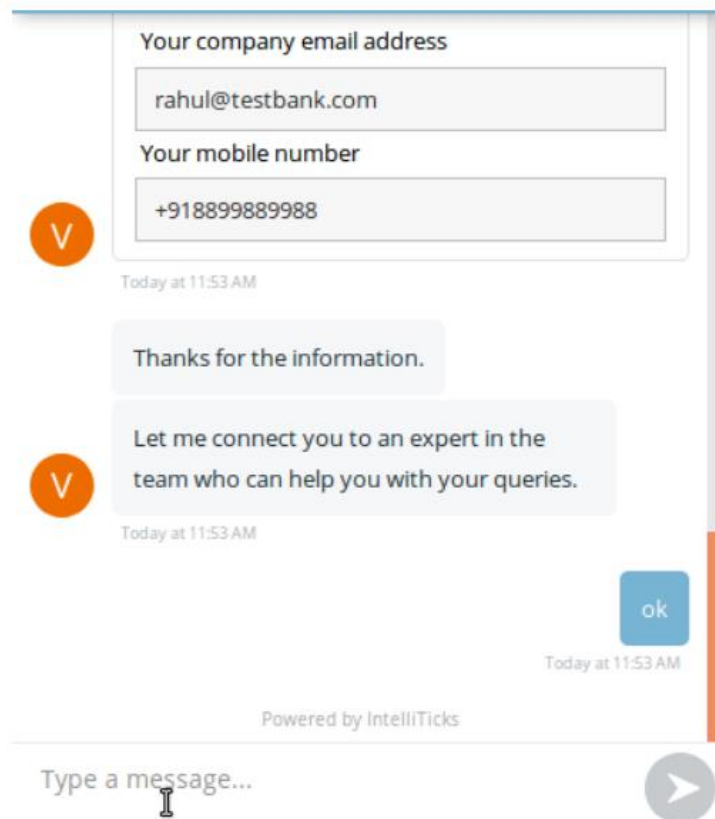 Your company email address
rahul@testbank.com
Your mobile number
+918899889988
V
Today at 11:53 AM
Thanks for the information.
Let me connect you to an expert in the
team who can help you with your queries.
V
Today at 11:53 AM
ok
Today at 11:53 AM
Powered by IntelliTicks
Type a message...